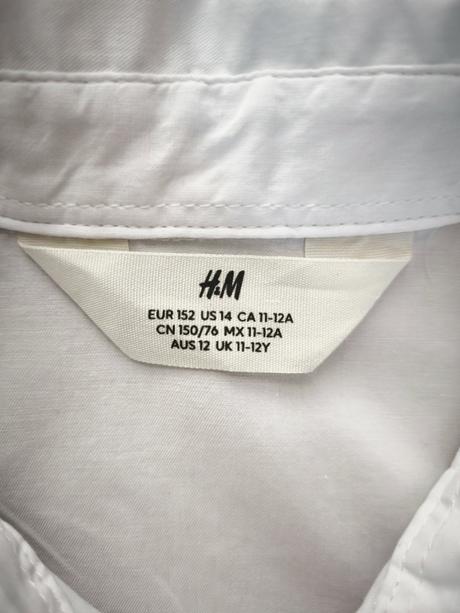 H&M
EUR 152 US 14 CA 11-12A
CN 150/76 MX 11-12A
AUS 12 UK 11-12Y